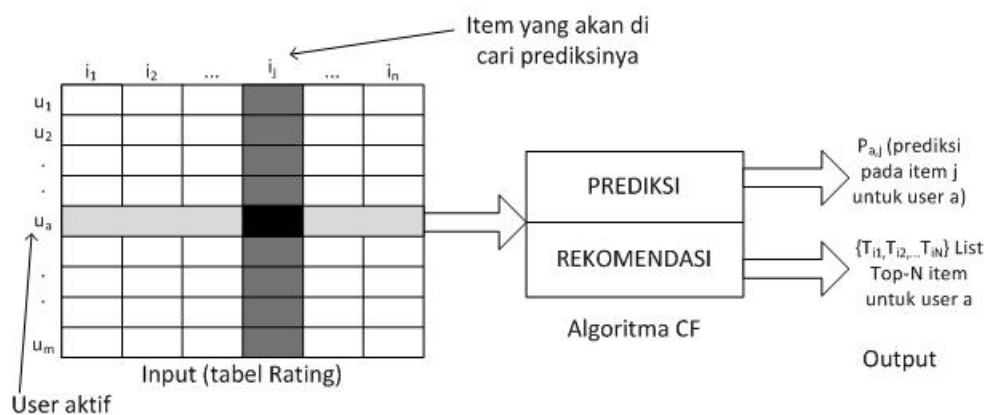 Item yang akan di
cari prediksinya
i1 i2 ... ij ... in
u1
u2
.
.
ua
.
.
um
Input (tabel Rating)
User aktif
PREDIKSI
REKOMENDASI
Algoritma CF
Pa,j (prediksi
pada item j
untuk user a)
{Ti1,Ti2,...TiN} List
Top-N item
untuk user a
Output